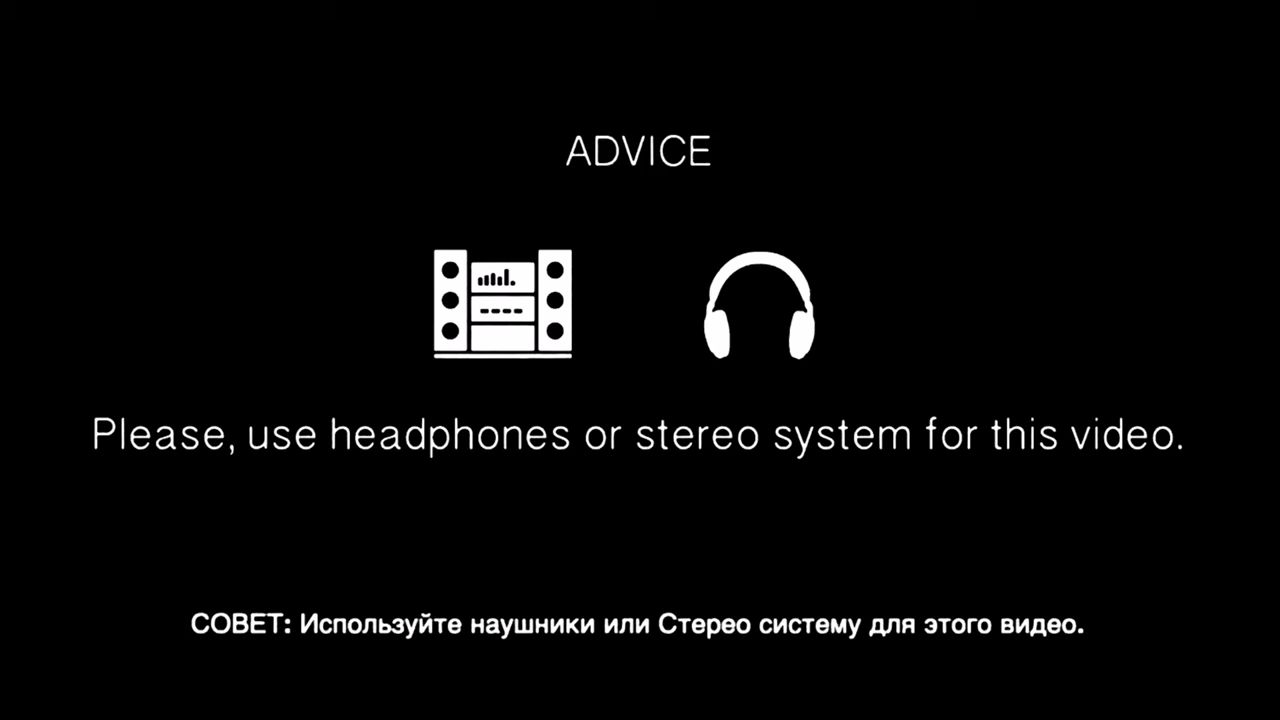 ADVICE
Please, use headphones or stereo system for this video.
СОВЕТ: Используйте наушники или Стерео систему для этого видео.